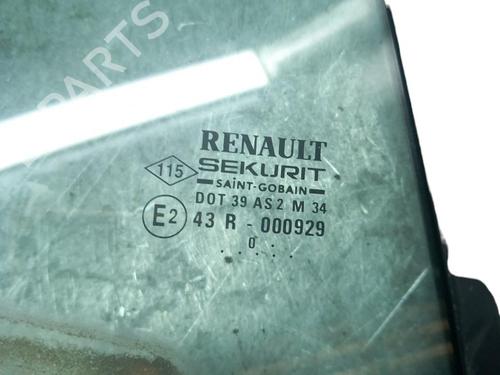 PARTS
RENAULT
115
SEKURIT
SAINT-GOBAIN
DOT 39 AS2 M 34
E2
43 R - 000929
. . 0 . .
. . . . .